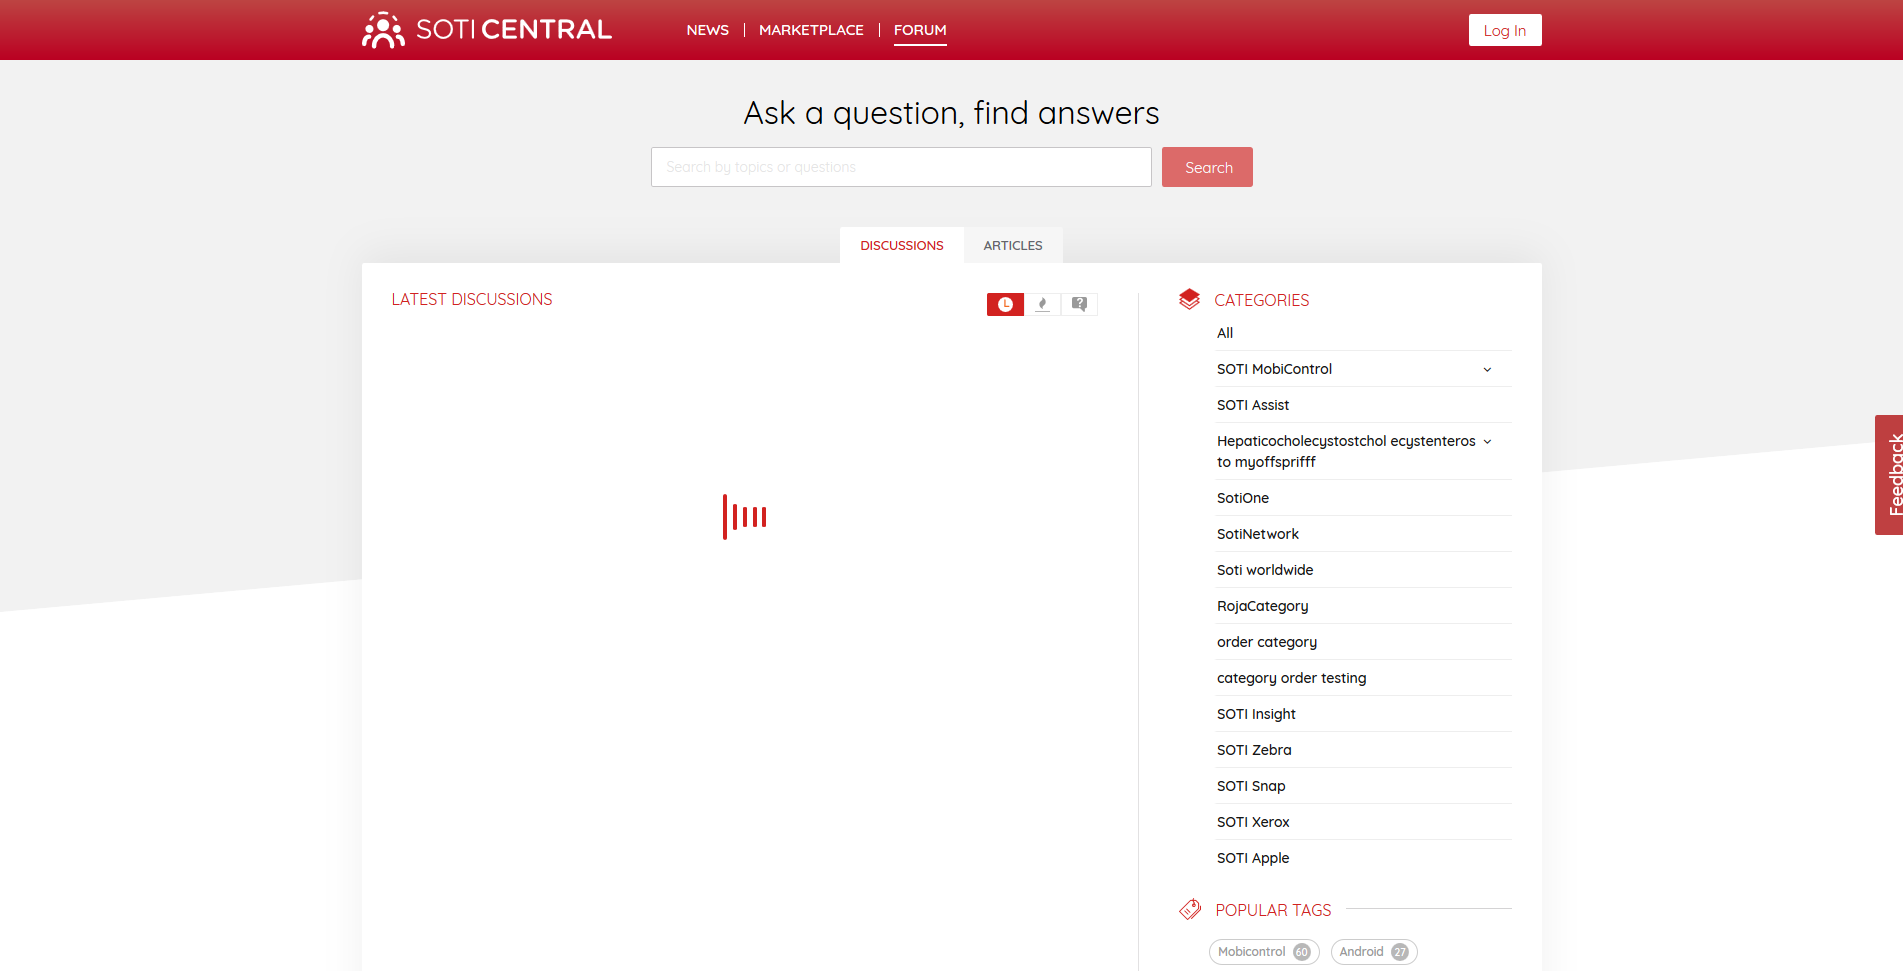 SOTI CENTRAL
NEWS
MARKETPLACE
FORUM
Log In
Ask a question, find answers
Search by topics or questions
Search
DISCUSSIONS
ARTICLES
LATEST DISCUSSIONS
CATEGORIES
All
SOTI MobiControl
SOTI Assist
Hepaticocholecystostchol ecystenteros
to myoffsprifff
SotiOne
SotiNetwork
Soti worldwide
RojaCategory
order category
category order testing
SOTI Insight
SOTI Zebra
SOTI Snap
SOTI Xerox
SOTI Apple
POPULAR TAGS
Mobicontrol 60
Android 27
Feedback